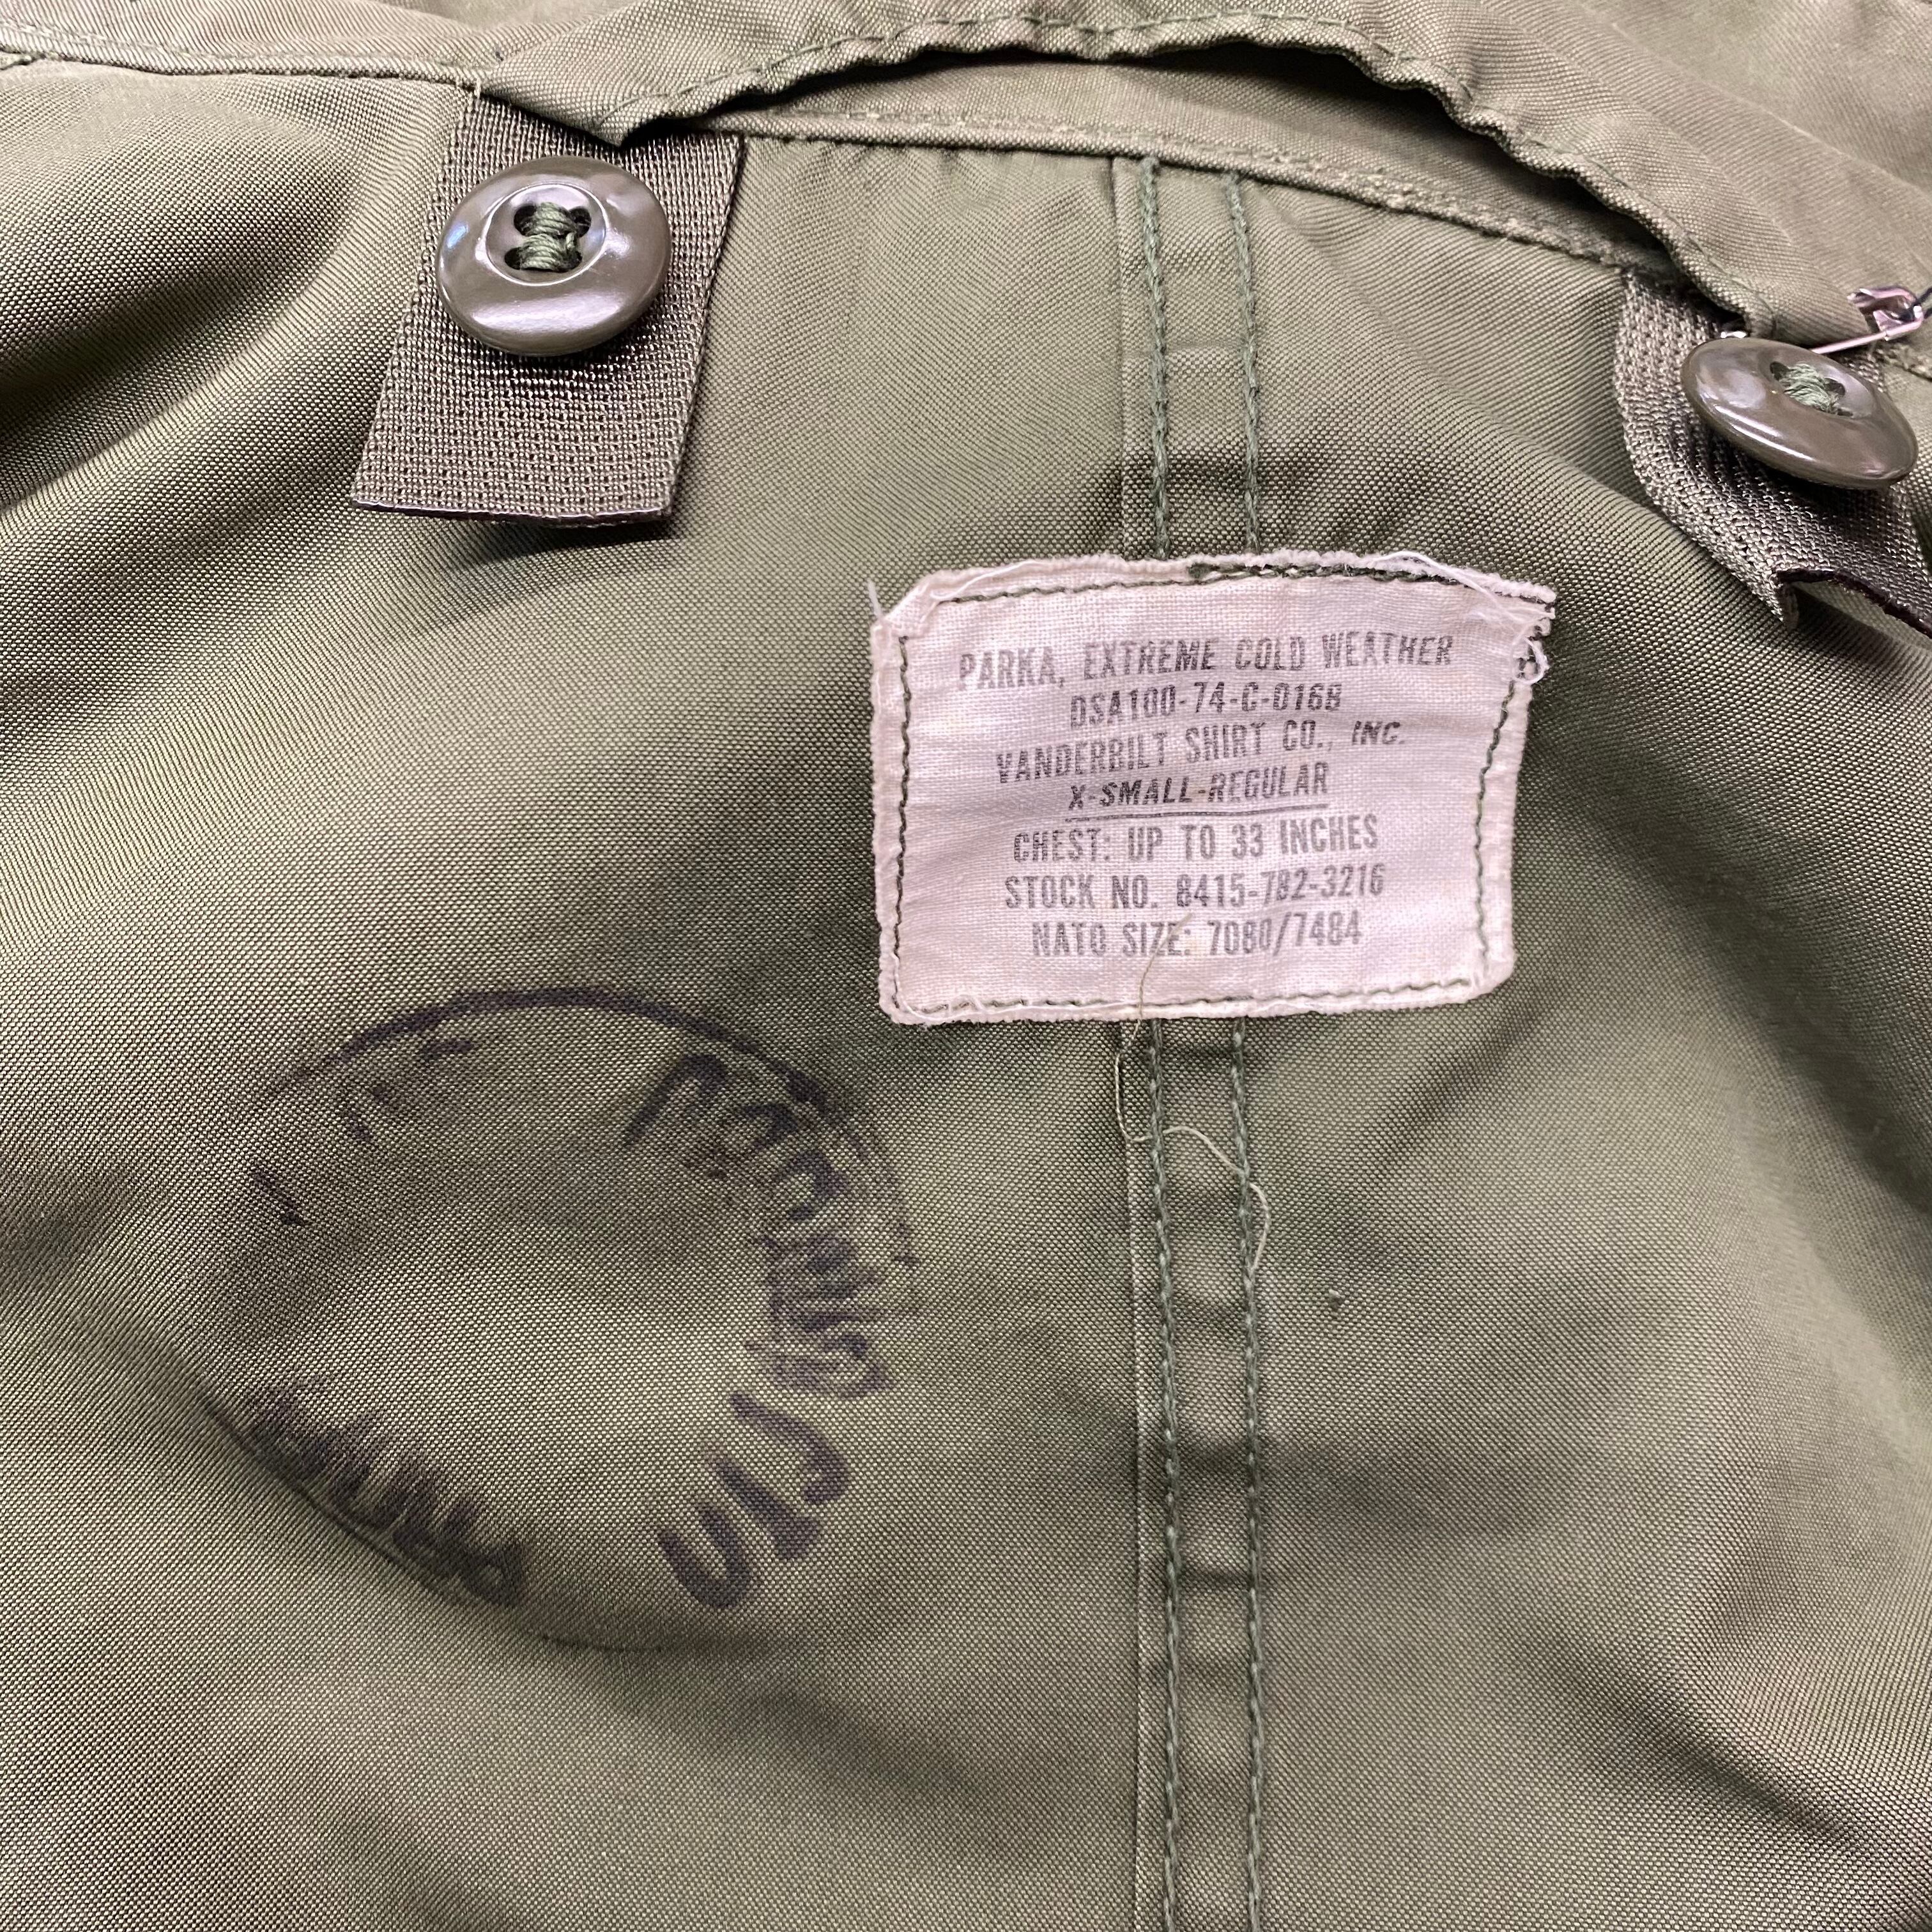 PARKA, EXTREME COLD WEATHER
DSA100-74-C-0168
VANDERBILT SHIRT CO., INC.
X-SMALL-REGULAR
CHEST: UP TO 33 INCHES
STOCK NO. 8415-782-3216
NATO SIZE: 7080/7484